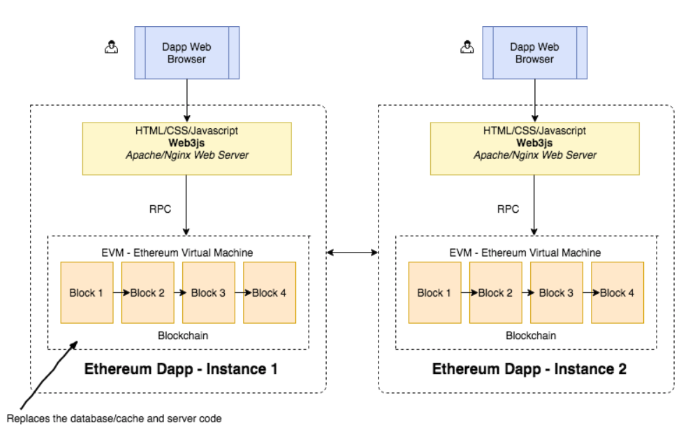 Dapp Web
Browser
Dapp Web
Browser
HTML/CSS/Javascript
Web3js
Apache/Nginx Web Server
HTML/CSS/Javascript
Web3js
Apache/Nginx Web Server
RPC
RPC
EVM - Ethereum Virtual Machine
Block 1
Block 2
Block 3
Block 4
Blockchain
EVM - Ethereum Virtual Machine
Block 1
Block 2
Block 3
Block 4
Blockchain
Ethereum Dapp - Instance 1
Ethereum Dapp - Instance 2
Replaces the database/cache and server code